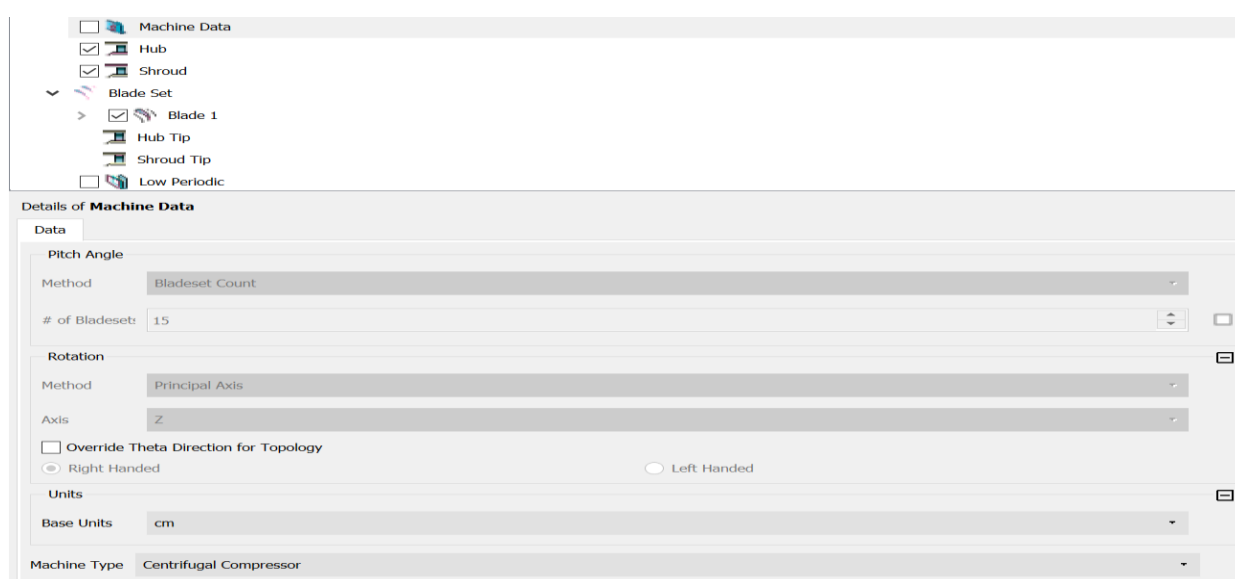 Machine Data
Hub
Shroud
Blade Set
Blade 1
Hub Tip
Shroud Tip
Low Periodic
Details of Machine Data
Data
Pitch Angle
Method Bladeset Count
# of Bladesets 15
Rotation
Method Principal Axis
Axis Z
Override Theta Direction for Topology
Right Handed Left Handed
Units
Base Units cm
Machine Type Centrifugal Compressor